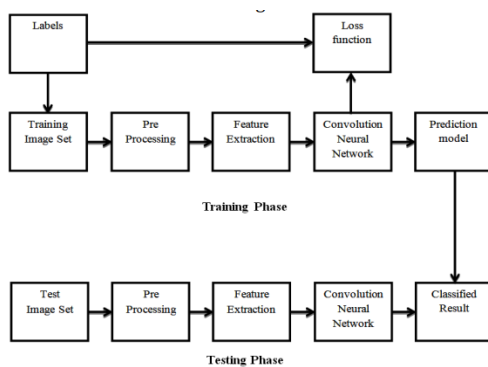 Labels
Loss
function
Training
Image Set
Pre
Processing
Feature
Extraction
Convolution
Neural
Network
Prediction
model
Training Phase
Test
Image Set
Pre
Processing
Feature
Extraction
Convolution
Neural
Network
Classified
Result
Testing Phase